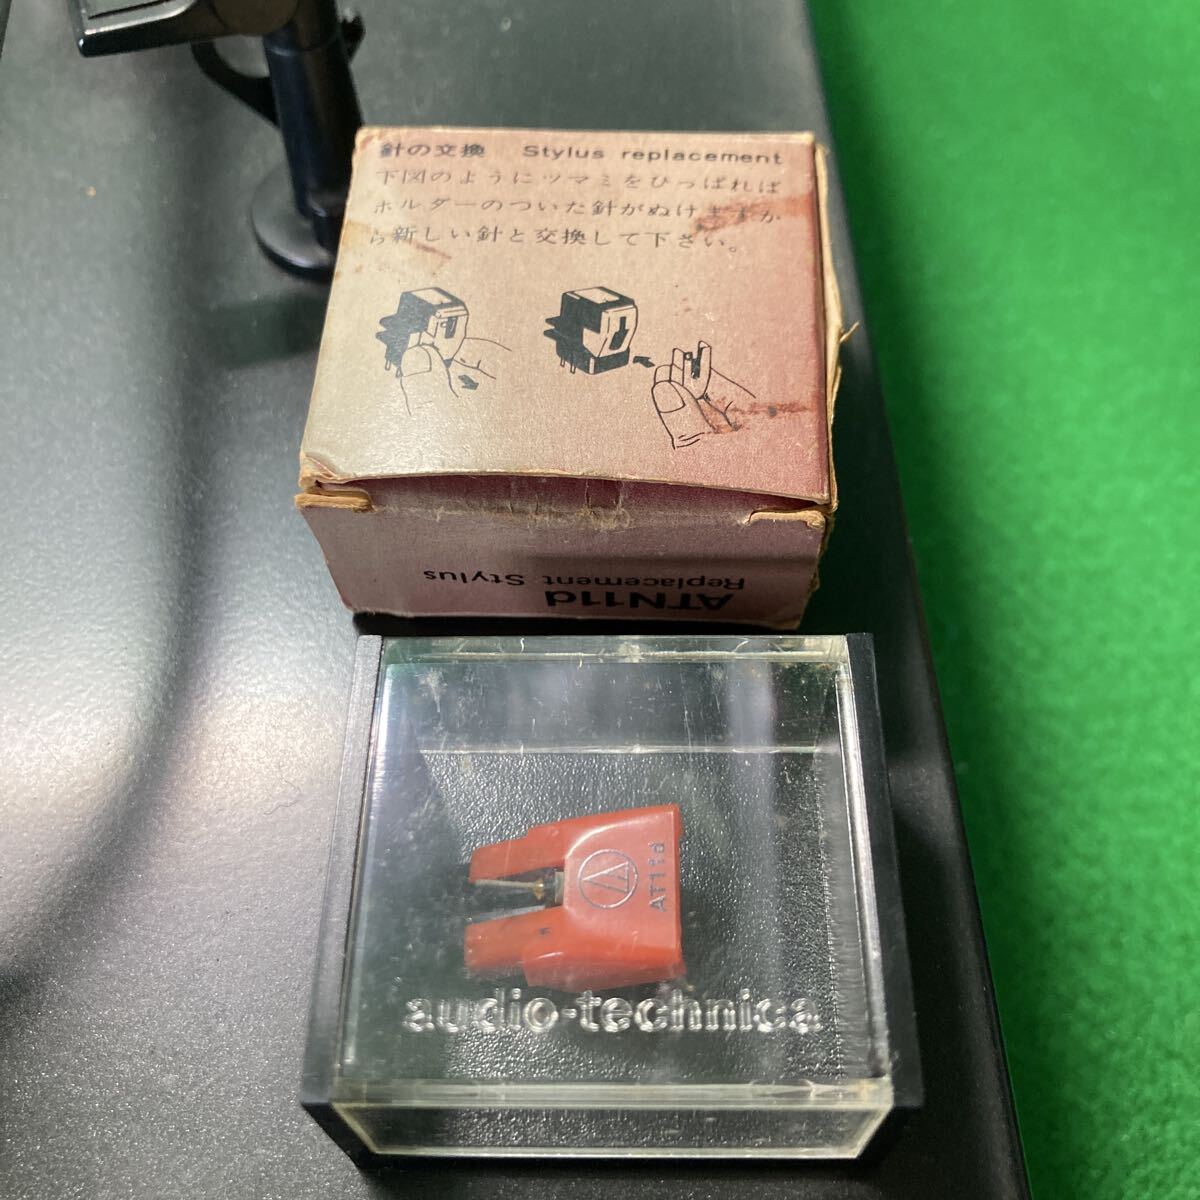 針の交換 Stylus replacement
下図のようにツマミをひっぱれば
ホルダーのついた針がぬけますか
ら新しい針と交換して下さい。
ATN11d
Replacement Stylus
AT11d
audio-technica